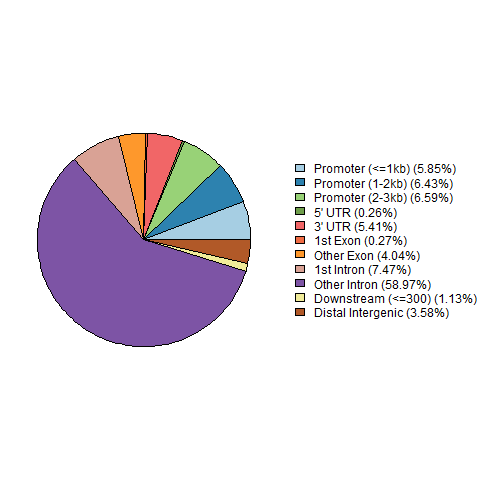 Promoter (<=1kb) (5.85%)
Promoter (1-2kb) (6.43%)
Promoter (2-3kb) (6.59%)
5' UTR (0.26%)
3' UTR (5.41%)
1st Exon (0.27%)
Other Exon (4.04%)
1st Intron (7.47%)
Other Intron (58.97%)
Downstream (<=300) (1.13%)
Distal Intergenic (3.58%)